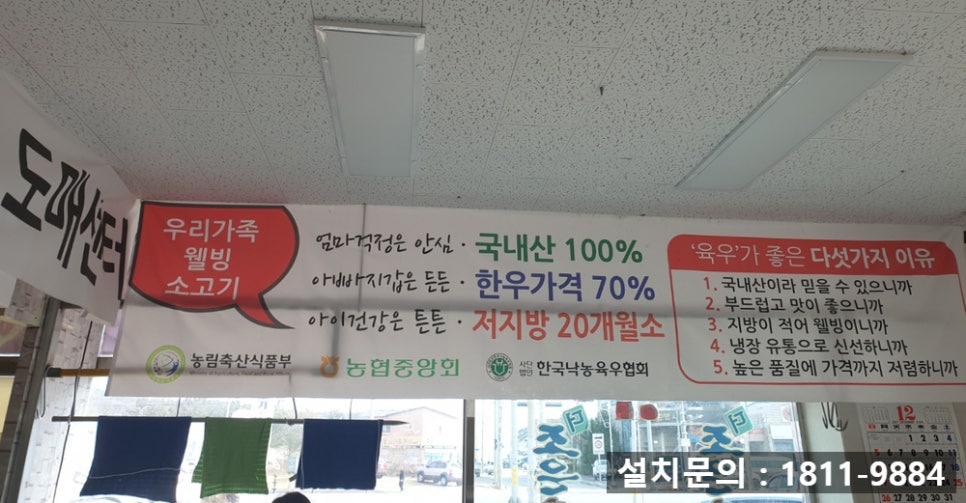 도매센터
우리가족
웰빙
소고기
엄마걱정은 안심 · 국내산 100%
아빠지갑은 든든 · 한우가격 70%
아이건강은 튼튼 · 저지방 20개월소
농림축산식품부
농협중앙회
사단법인 한국낙농육우협회
'육우'가 좋은 다섯가지 이유
1. 국내산이라 믿을 수 있으니까
2. 부드럽고 맛이 좋으니까
3. 지방이 적어 웰빙이니까
4. 냉장 유통으로 신선하니까
5. 높은 품질에 가격까지 저렴하니까
12
설치문의 : 1811-9884